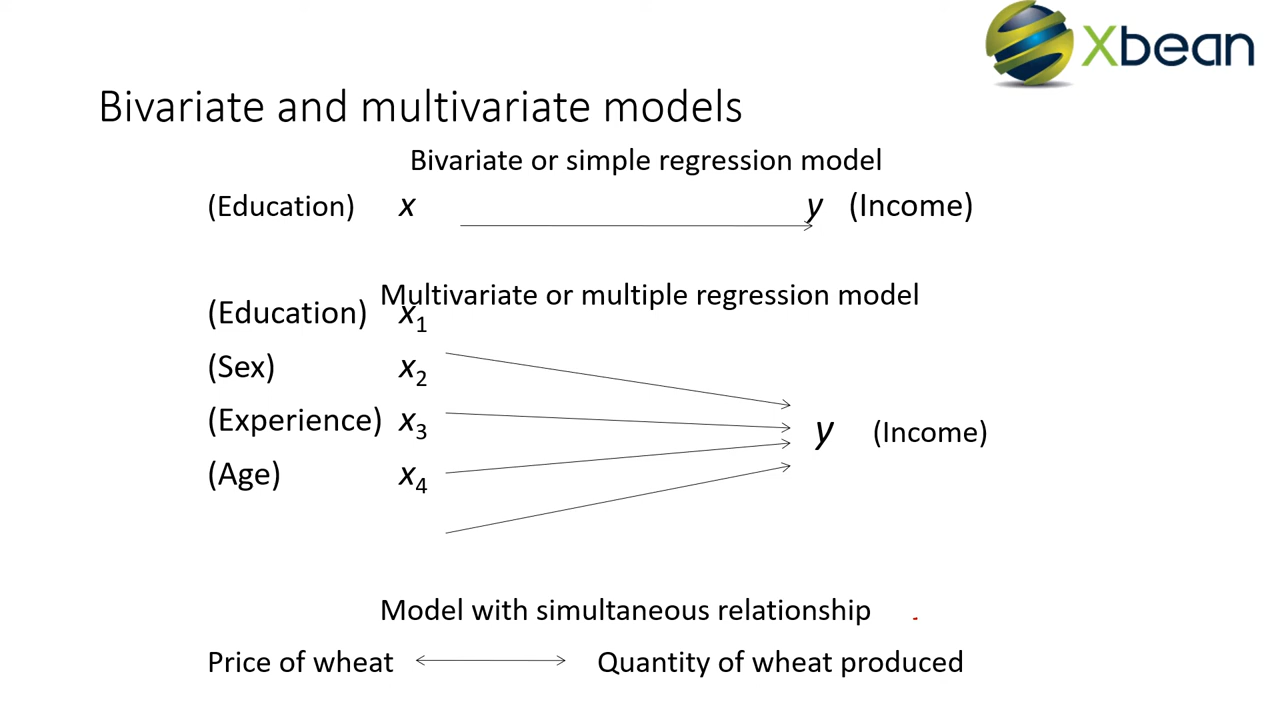 Xbean
Bivariate and multivariate models
Bivariate or simple regression model
(Education) x y (Income)
Multivariate or multiple regression model
(Education) x₁
(Sex) x₂
(Experience) x₃
y (Income)
(Age) x₄
Model with simultaneous relationship
Price of wheat Quantity of wheat produced